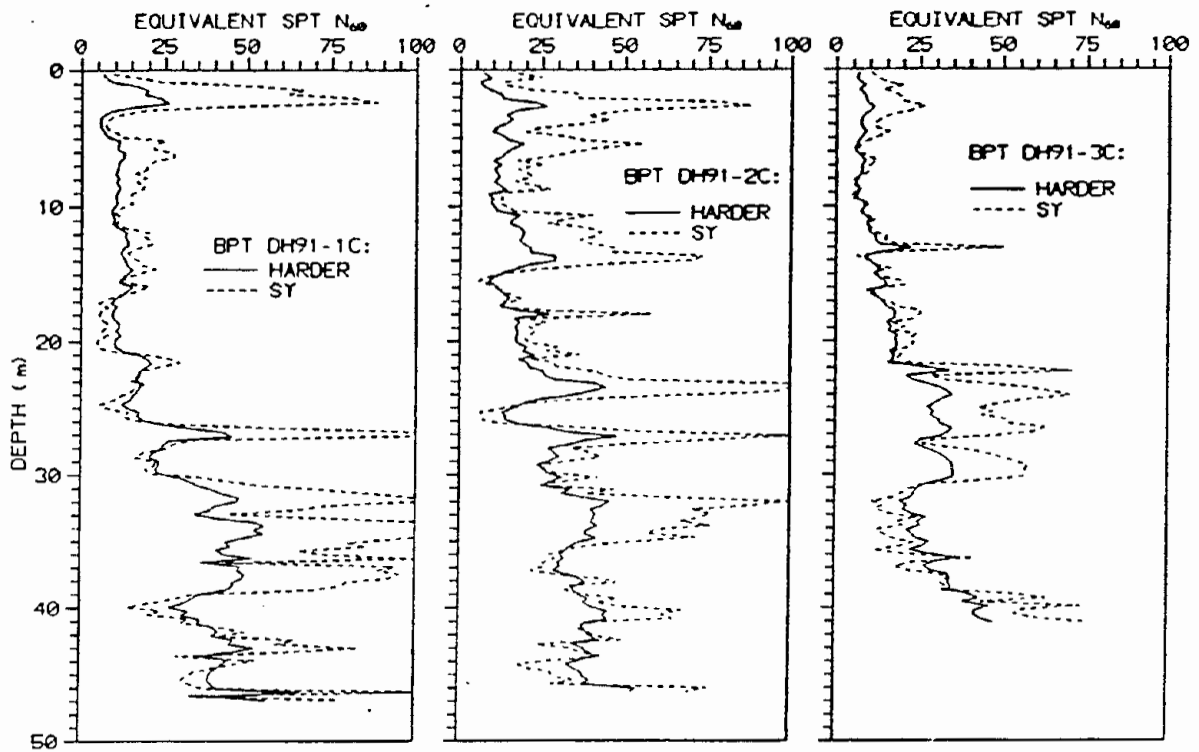 EQUIVALENT SPT N₆₀
0 25 50 75 100
EQUIVALENT SPT N₆₀
0 25 50 75 100
EQUIVALENT SPT N₆₀
0 25 50 75 100
0
10
20
30
40
50
DEPTH (m)
BPT DH91-1C:
HARDER
SY
BPT DH91-2C:
HARDER
SY
BPT DH91-3C:
HARDER
SY